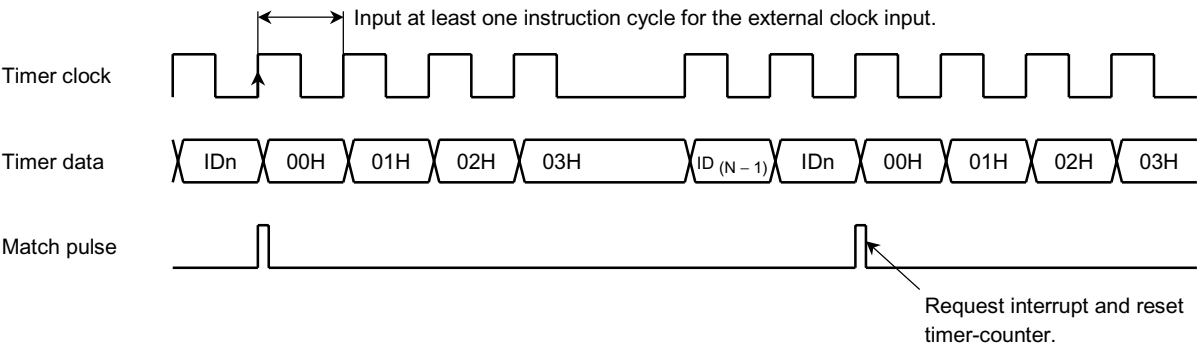 Input at least one instruction cycle for the external clock input.
Timer clock
Timer data
IDn 00H 01H 02H 03H ID (N – 1) IDn 00H 01H 02H 03H
Match pulse
Request interrupt and reset
timer-counter.